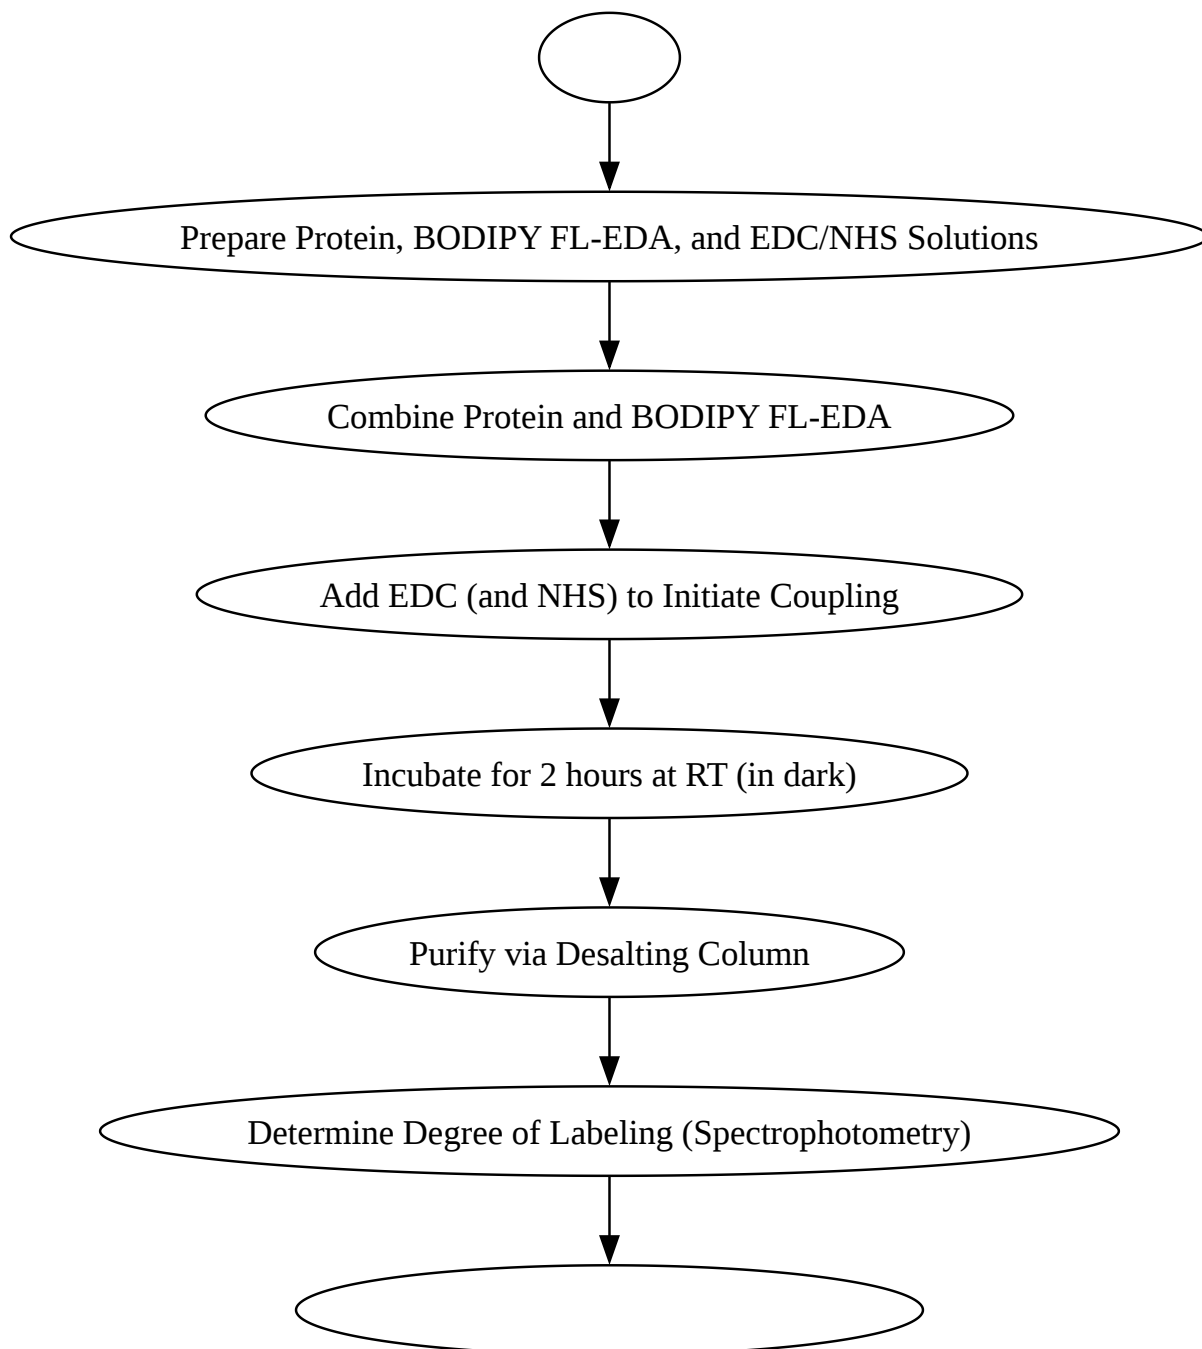 Prepare Protein, BODIPY FL-EDA, and EDC/NHS Solutions
Combine Protein and BODIPY FL-EDA
Add EDC (and NHS) to Initiate Coupling
Incubate for 2 hours at RT (in dark)
Purify via Desalting Column
Determine Degree of Labeling (Spectrophotometry)